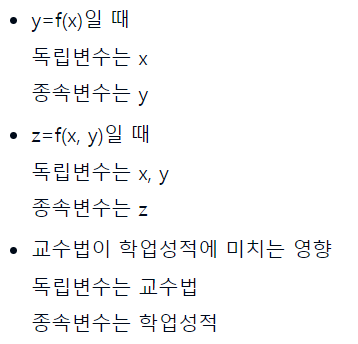 • y=f(x)일 때
독립변수는 x
종속변수는 y
• z=f(x, y)일 때
독립변수는 x, y
종속변수는 z
• 교수법이 학업성적에 미치는 영향
독립변수는 교수법
종속변수는 학업성적